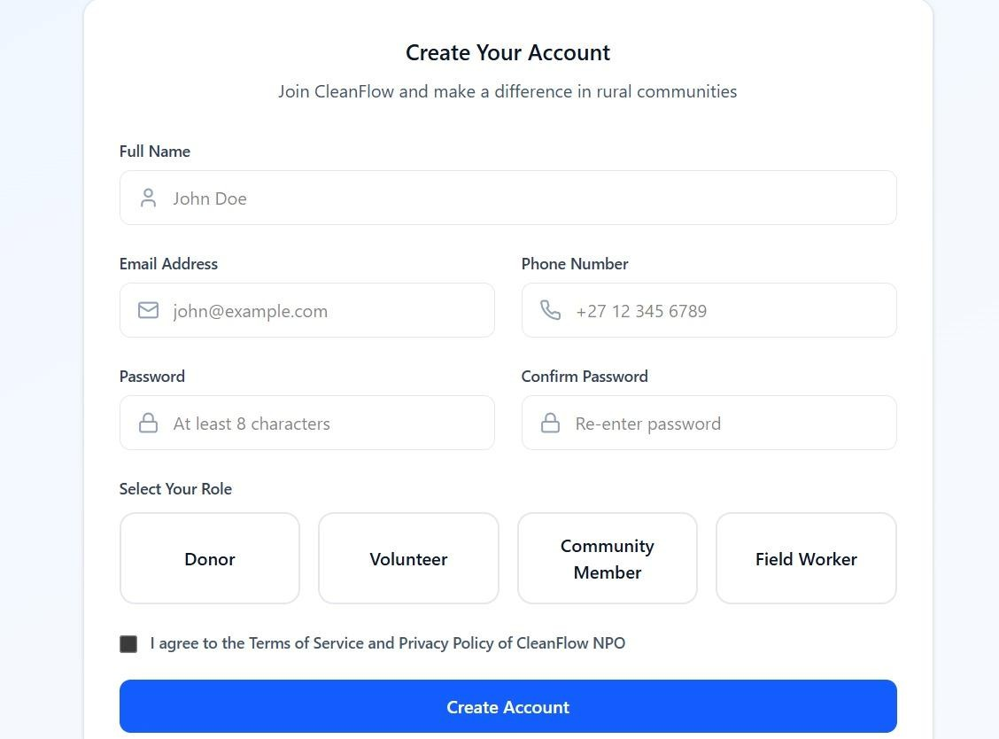 Create Your Account
Join CleanFlow and make a difference in rural communities
Full Name
John Doe
Email Address
Phone Number
john@example.com
+27 12 345 6789
Password
Confirm Password
At least 8 characters
Re-enter password
Select Your Role
Donor
Volunteer
Community
Member
Field Worker
I agree to the Terms of Service and Privacy Policy of CleanFlow NPO
Create Account